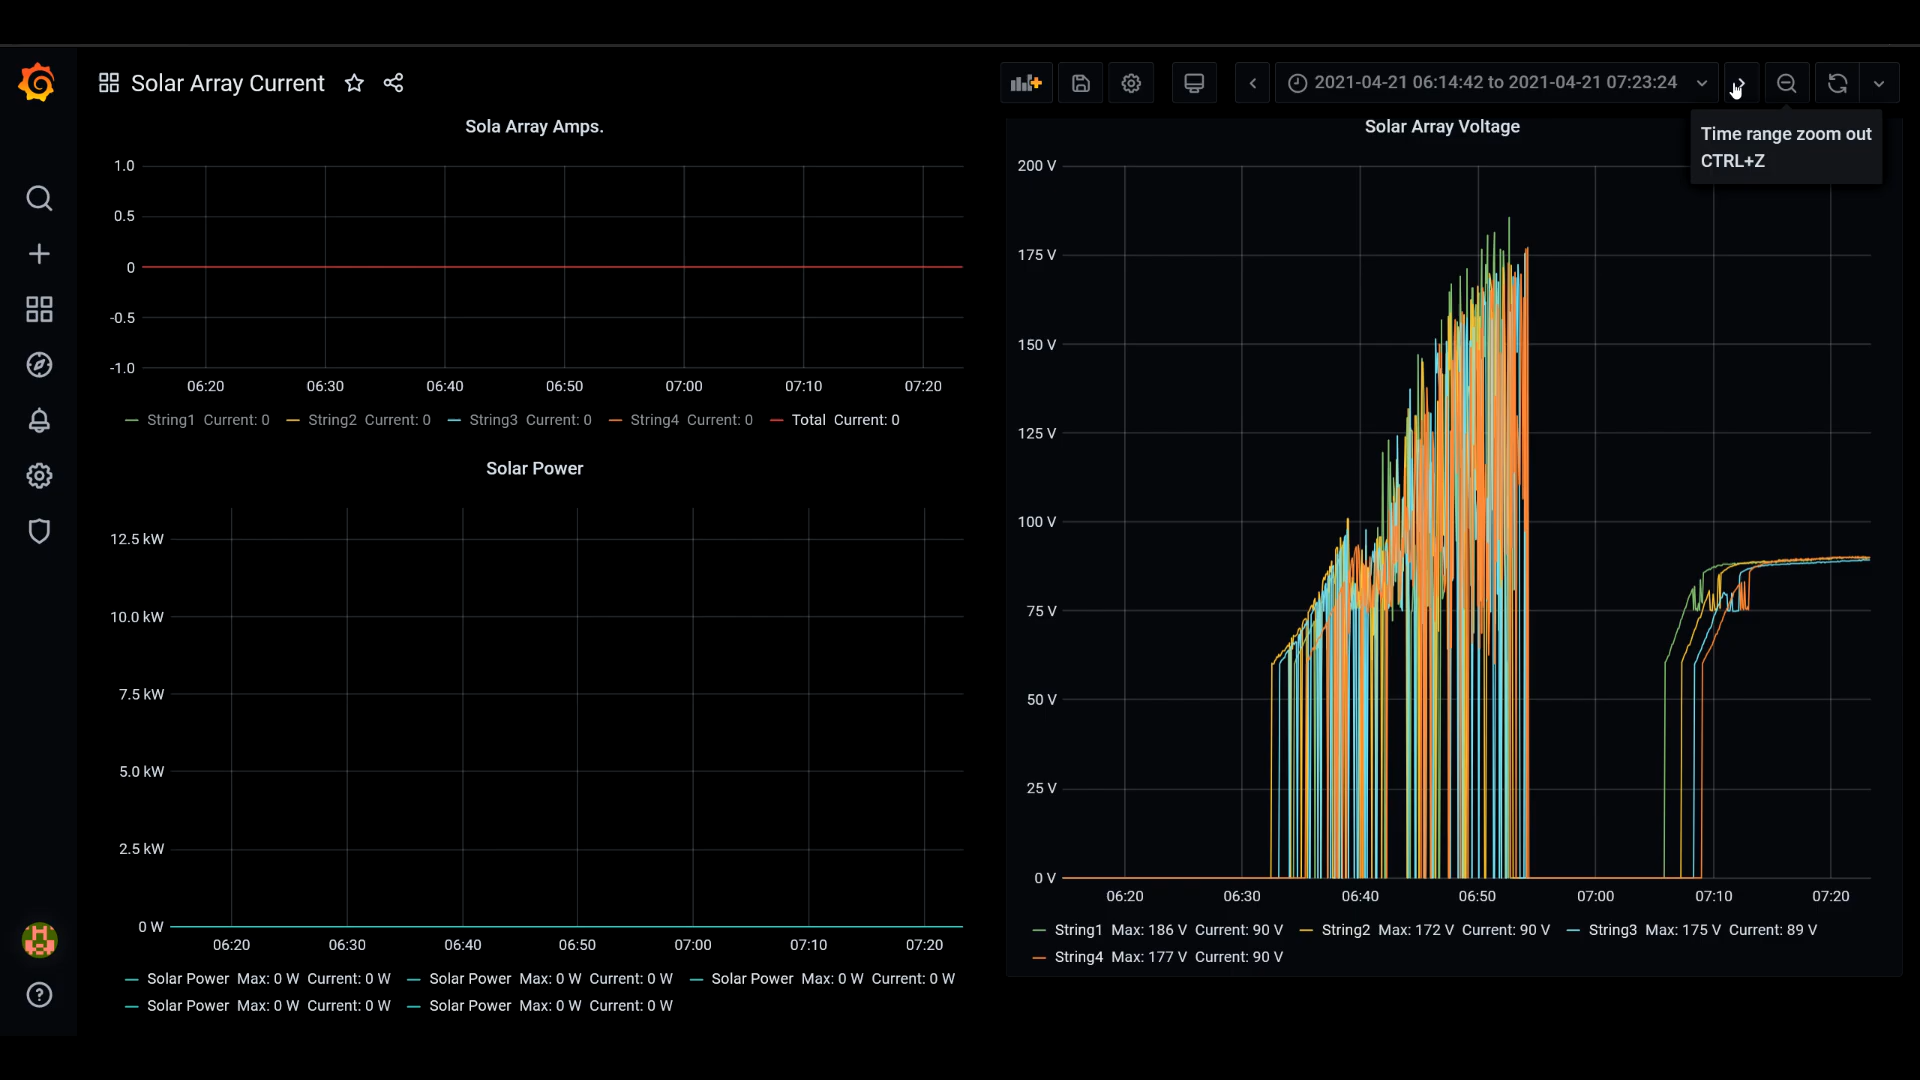 Solar Array Current
2021-04-21 06:14:42 to 2021-04-21 07:23:24
Time range zoom out
CTRL+Z
Sola Array Amps.
1.0
0.5
0
-0.5
-1.0
06:20 06:30 06:40 06:50 07:00 07:10 07:20
String1 Current: 0 String2 Current: 0 String3 Current: 0 String4 Current: 0 Total Current: 0
Solar Power
12.5 kW
10.0 kW
7.5 kW
5.0 kW
2.5 kW
0 W
06:20 06:30 06:40 06:50 07:00 07:10 07:20
Solar Power Max: 0 W Current: 0 W Solar Power Max: 0 W Current: 0 W Solar Power Max: 0 W Current: 0 W
Solar Power Max: 0 W Current: 0 W Solar Power Max: 0 W Current: 0 W
Solar Array Voltage
200 V
175 V
150 V
125 V
100 V
75 V
50 V
25 V
0 V
06:20 06:30 06:40 06:50 07:00 07:10 07:20
String1 Max: 186 V Current: 90 V String2 Max: 172 V Current: 90 V String3 Max: 175 V Current: 89 V
String4 Max: 177 V Current: 90 V